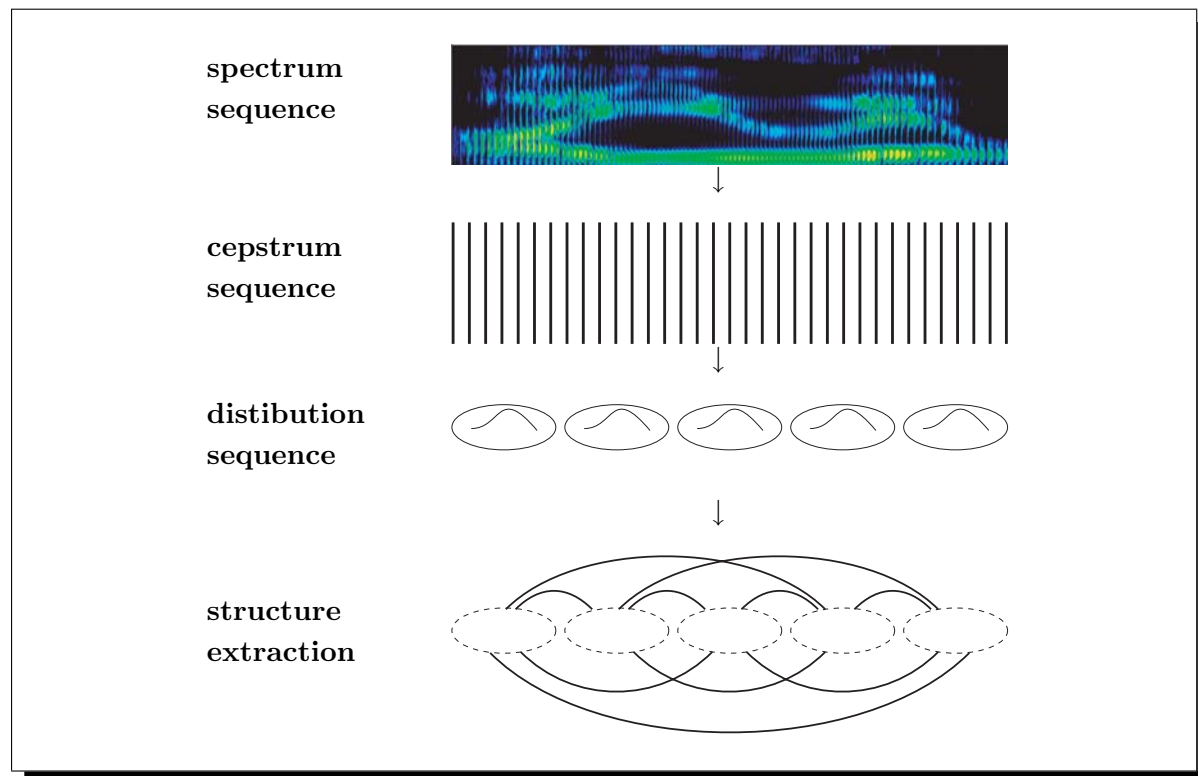 spectrum
sequence
cepstrum
sequence
distibution
sequence
structure
extraction